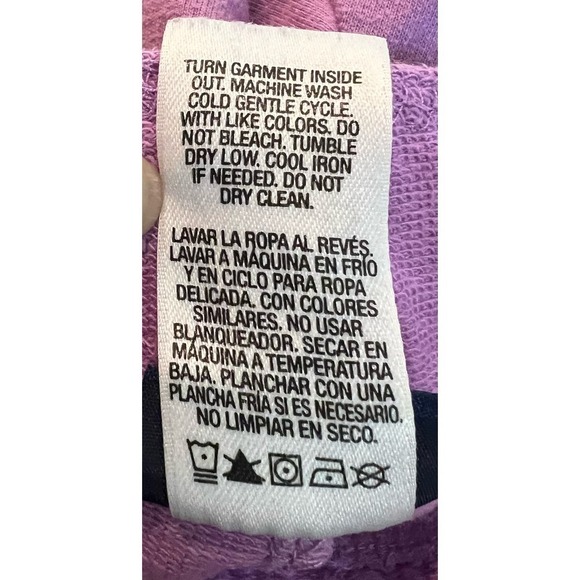 TURN GARMENT INSIDE
OUT. MACHINE WASH
COLD GENTLE CYCLE.
WITH LIKE COLORS. DO
NOT BLEACH. TUMBLE
DRY LOW. COOL IRON
IF NEEDED. DO NOT
DRY CLEAN.
LAVAR LA ROPA AL REVÉS.
LAVAR A MÁQUINA EN FRÍO
Y EN CICLO PARA ROPA
DELICADA. CON COLORES
SIMILARES. NO USAR
BLANQUEADOR. SECAR EN
MÁQUINA A TEMPERATURA
BAJA. PLANCHAR CON UNA
PLANCHA FRÍA SI ES NECESARIO.
NO LIMPIAR EN SECO.